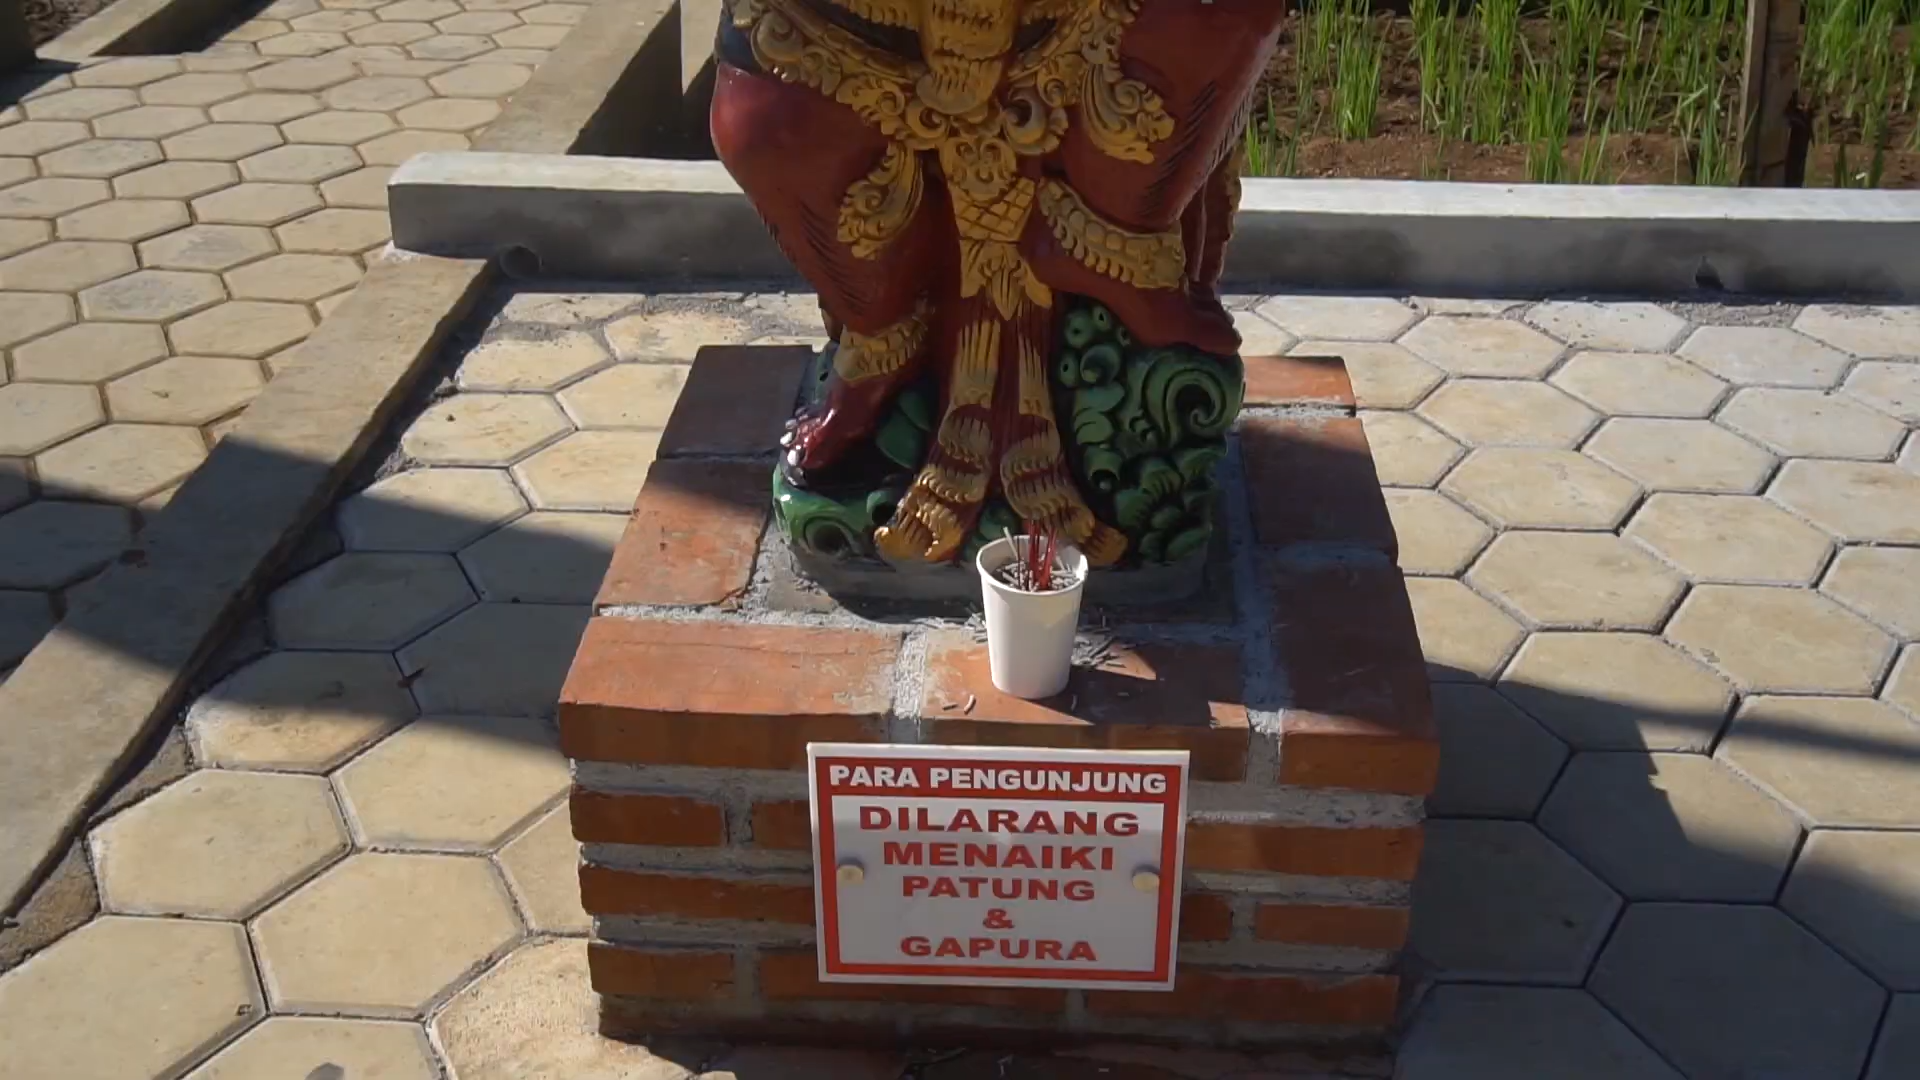 PARA PENGUNJUNG
DILARANG
MENAIKI
PATUNG
&
GAPURA